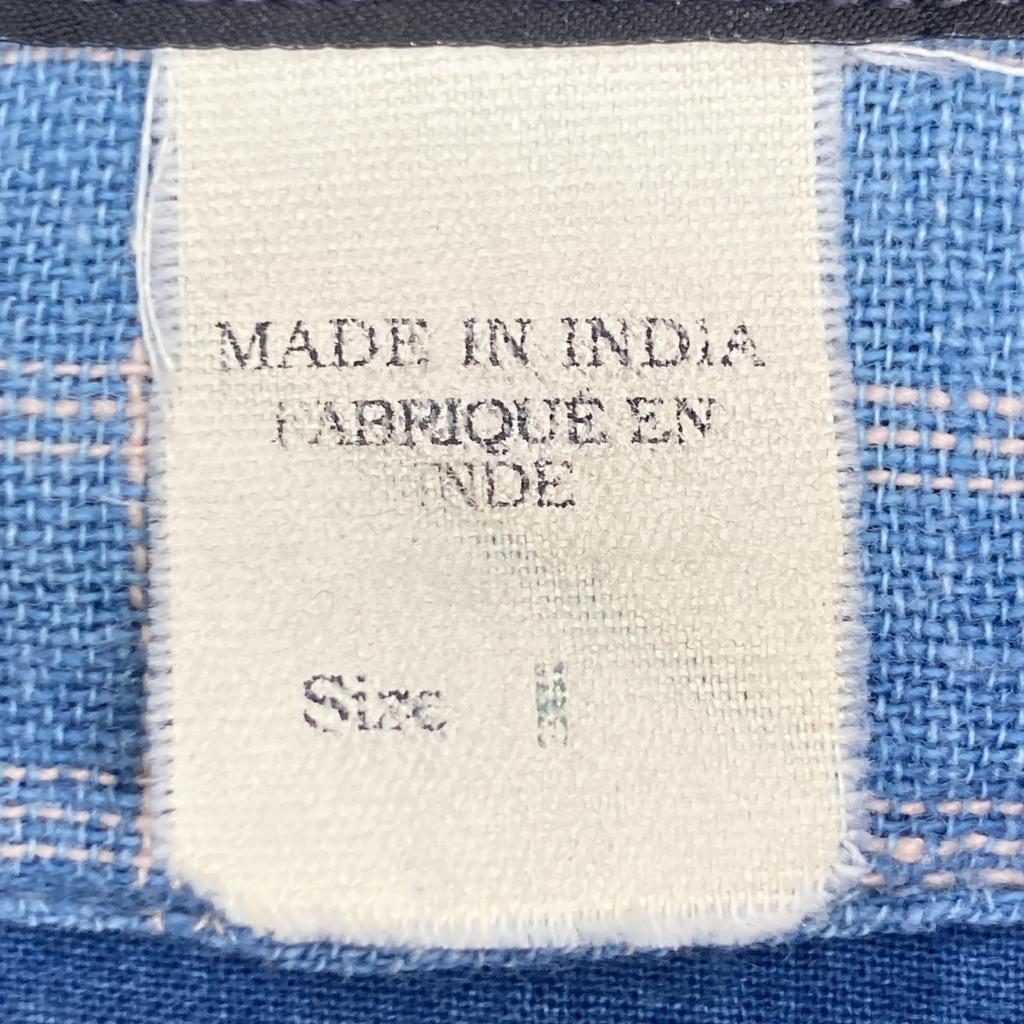 MADE IN INDIA
FABRIQUÉ EN
INDE
Size